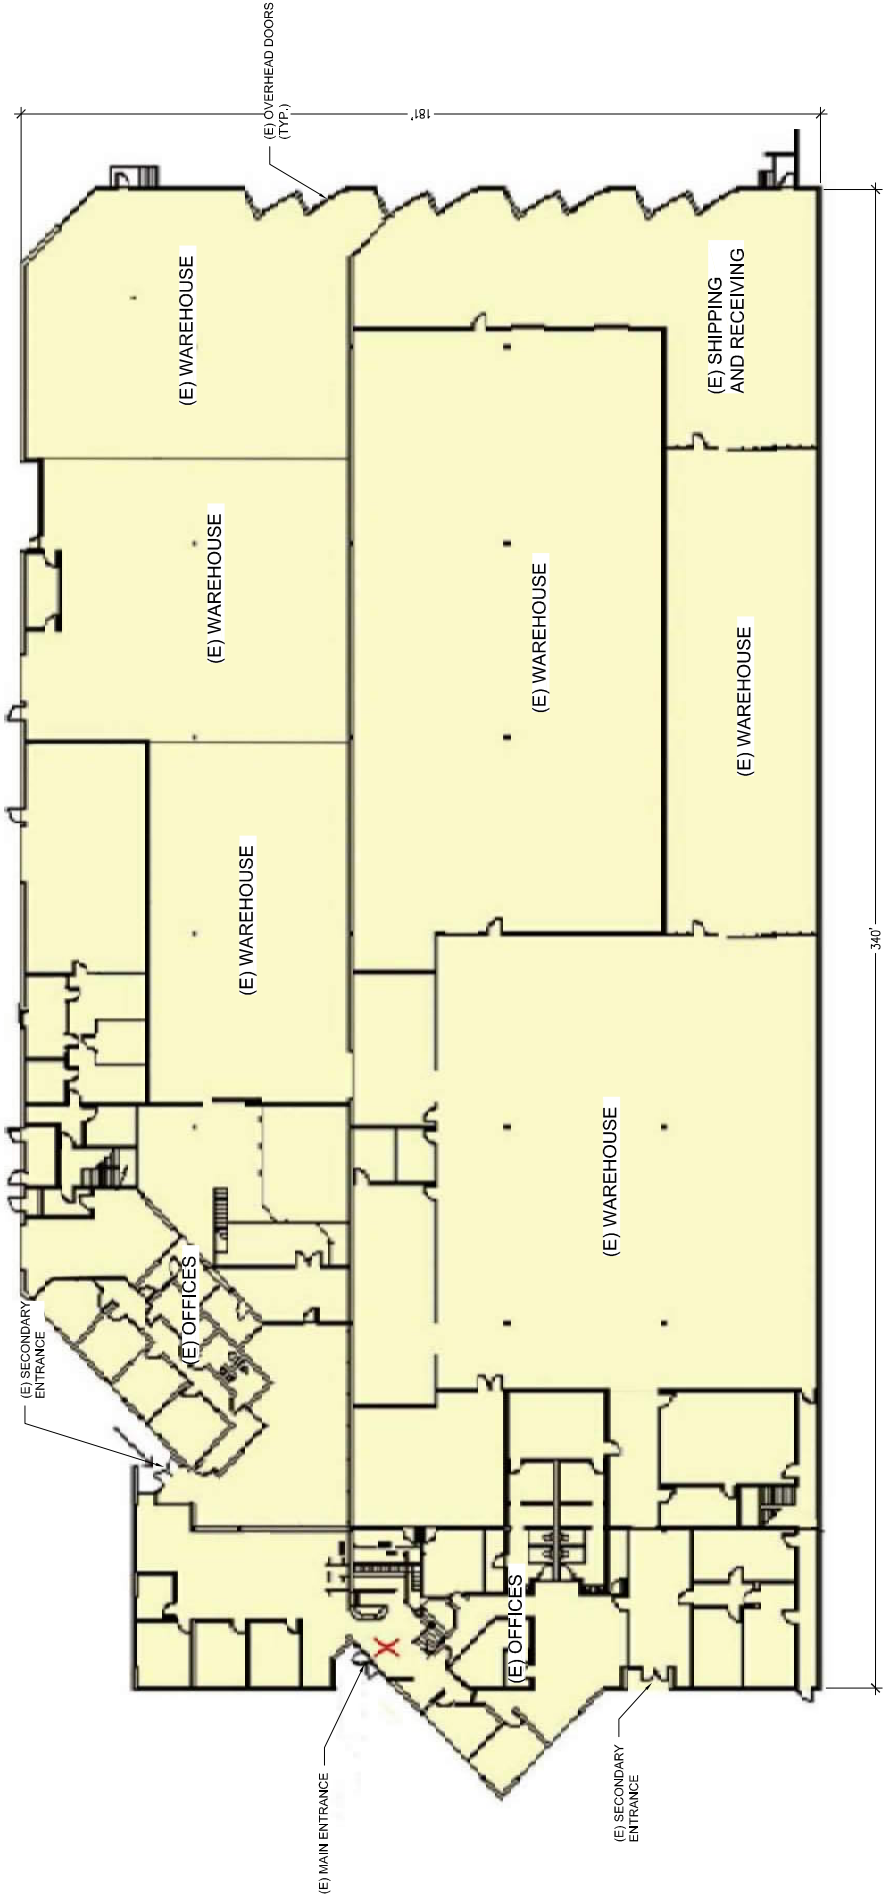 (E) OVERHEAD DOORS
(TYP.)
181'
(E) WAREHOUSE
(E) SHIPPING
AND RECEIVING
(E) WAREHOUSE
(E) WAREHOUSE
(E) WAREHOUSE
(E) WAREHOUSE
340'
(E) WAREHOUSE
(E) OFFICES
(E) SECONDARY
ENTRANCE
X
(E) OFFICES
(E) MAIN ENTRANCE
(E) SECONDARY
ENTRANCE